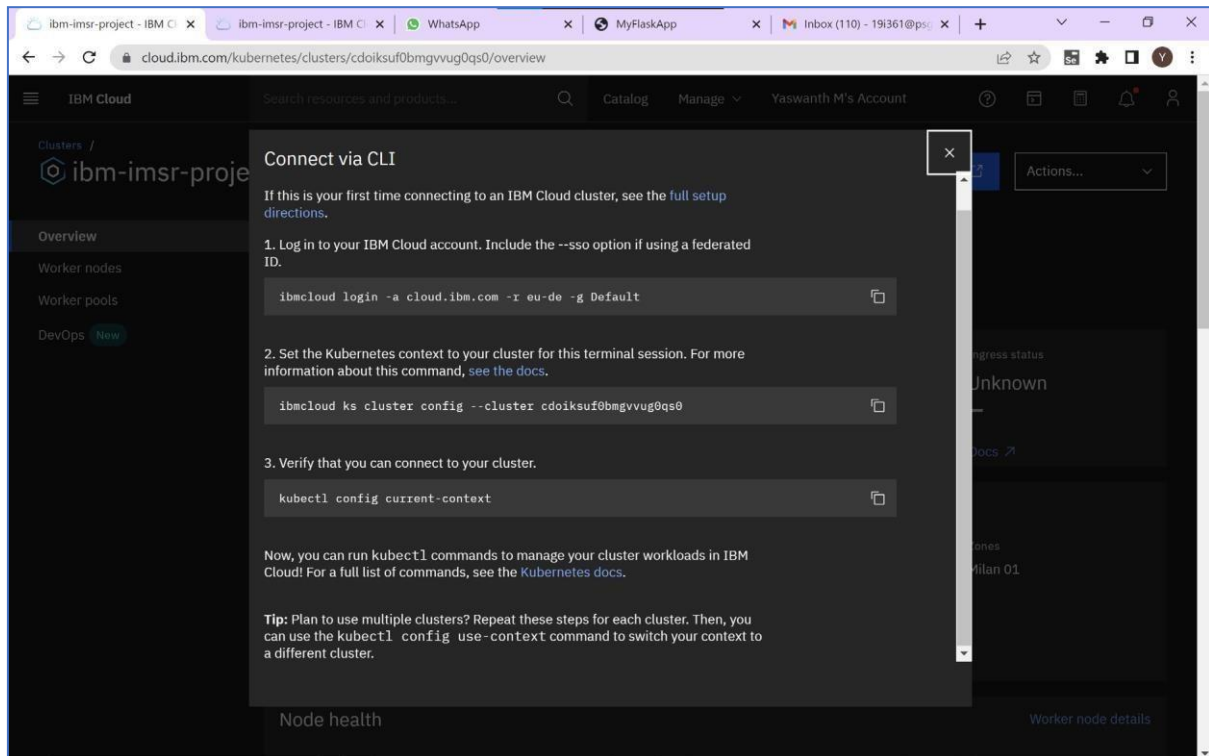 ibm-imsr-project - IBM Cl
ibm-imsr-project - IBM Cl
WhatsApp
MyFlaskApp
Inbox (110) - 19i361@psg
cloud.ibm.com/kubernetes/clusters/cdoiksuf0bmgvvug0qs0/overview
Se
Y
IBM Cloud
Search resources and products...
Catalog
Manage
Yaswanth M's Account
Clusters /
ibm-imsr-proje
Actions...
Overview
Worker nodes
Worker pools
DevOps New
Connect via CLI
If this is your first time connecting to an IBM Cloud cluster, see the full setup
directions.
1. Log in to your IBM Cloud account. Include the --sso option if using a federated
ID.
ibmcloud login -a cloud.ibm.com -r eu-de -g Default
2. Set the Kubernetes context to your cluster for this terminal session. For more
information about this command, see the docs.
ibmcloud ks cluster config --cluster cdoiksuf0bmgvvug0qs0
3. Verify that you can connect to your cluster.
kubectl config current-context
Now, you can run kubectl commands to manage your cluster workloads in IBM
Cloud! For a full list of commands, see the Kubernetes docs.
Tip: Plan to use multiple clusters? Repeat these steps for each cluster. Then, you
can use the kubectl config use-context command to switch your context to
a different cluster.
ngress status
Unknown
Docs
Zones
Milan 01
Node health
Worker node details